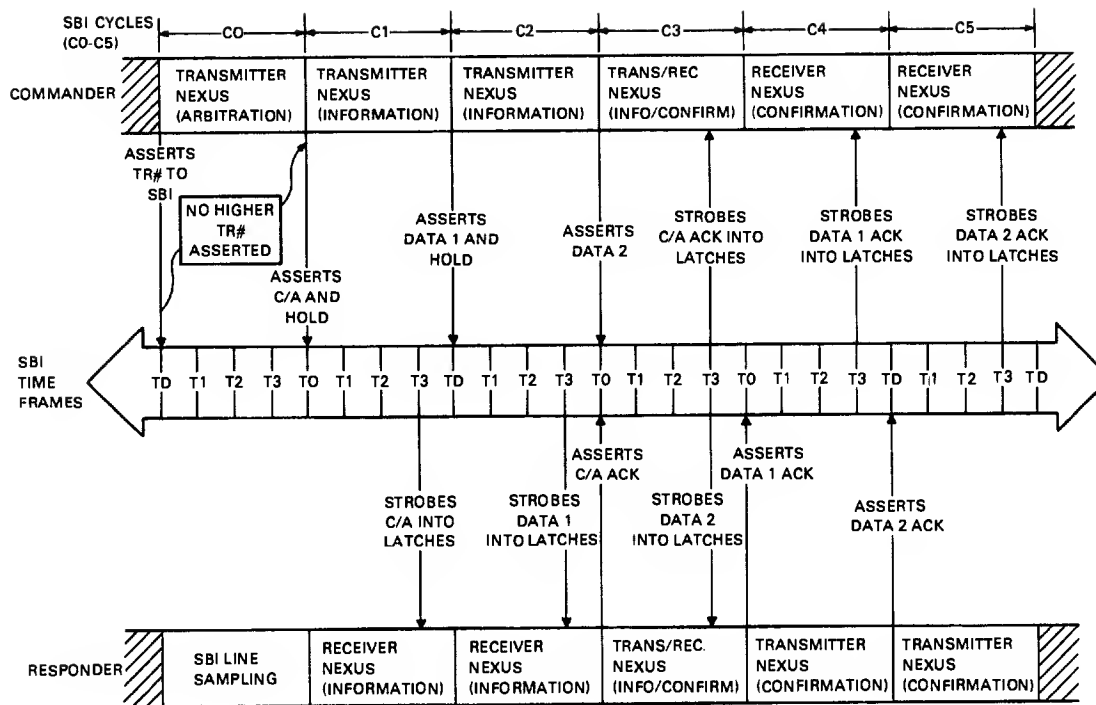 SBI CYCLES
(C0-C5)
C0
C1
C2
C3
C4
C5
COMMANDER
TRANSMITTER
NEXUS
(ARBITRATION)
TRANSMITTER
NEXUS
(INFORMATION)
TRANSMITTER
NEXUS
(INFORMATION)
TRANS/REC
NEXUS
(INFO/CONFIRM)
RECEIVER
NEXUS
(CONFIRMATION)
RECEIVER
NEXUS
(CONFIRMATION)
ASSERTS
TR# TO
SBI
NO HIGHER
TR#
ASSERTED
ASSERTS
C/A AND
HOLD
ASSERTS
DATA 1 AND
HOLD
ASSERTS
DATA 2
STROBES
C/A ACK INTO
LATCHES
STROBES
DATA 1 ACK
INTO LATCHES
STROBES
DATA 2 ACK
INTO LATCHES
SBI
TIME
FRAMES
TD T1 T2 T3 T0 T1 T2 T3 TD T1 T2 T3 T0 T1 T2 T3 T0 T1 T2 T3 TD T1 T2 T3 TD
STROBES
C/A INTO
LATCHES
STROBES
DATA 1
INTO LATCHES
ASSERTS
C/A ACK
STROBES
DATA 2
INTO LATCHES
ASSERTS
DATA 1 ACK
ASSERTS
DATA 2 ACK
RESPONDER
SBI LINE
SAMPLING
RECEIVER
NEXUS
(INFORMATION)
RECEIVER
NEXUS
(INFORMATION)
TRANS/REC.
NEXUS
(INFO/CONFIRM)
TRANSMITTER
NEXUS
(CONFIRMATION)
TRANSMITTER
NEXUS
(CONFIRMATION)